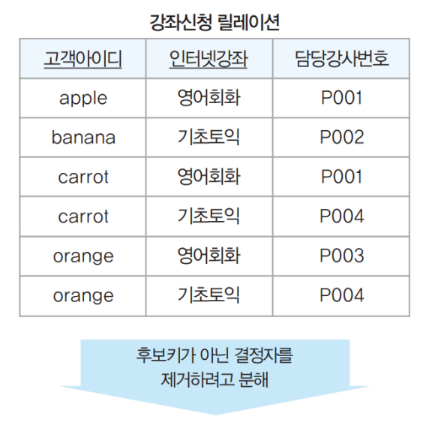 강좌신청 릴레이션
고객아이디 인터넷강좌 담당강사번호
apple 영어회화 P001
banana 기초토익 P002
carrot 영어회화 P001
carrot 기초토익 P004
orange 영어회화 P003
orange 기초토익 P004
후보키가 아닌 결정자를
제거하려고 분해